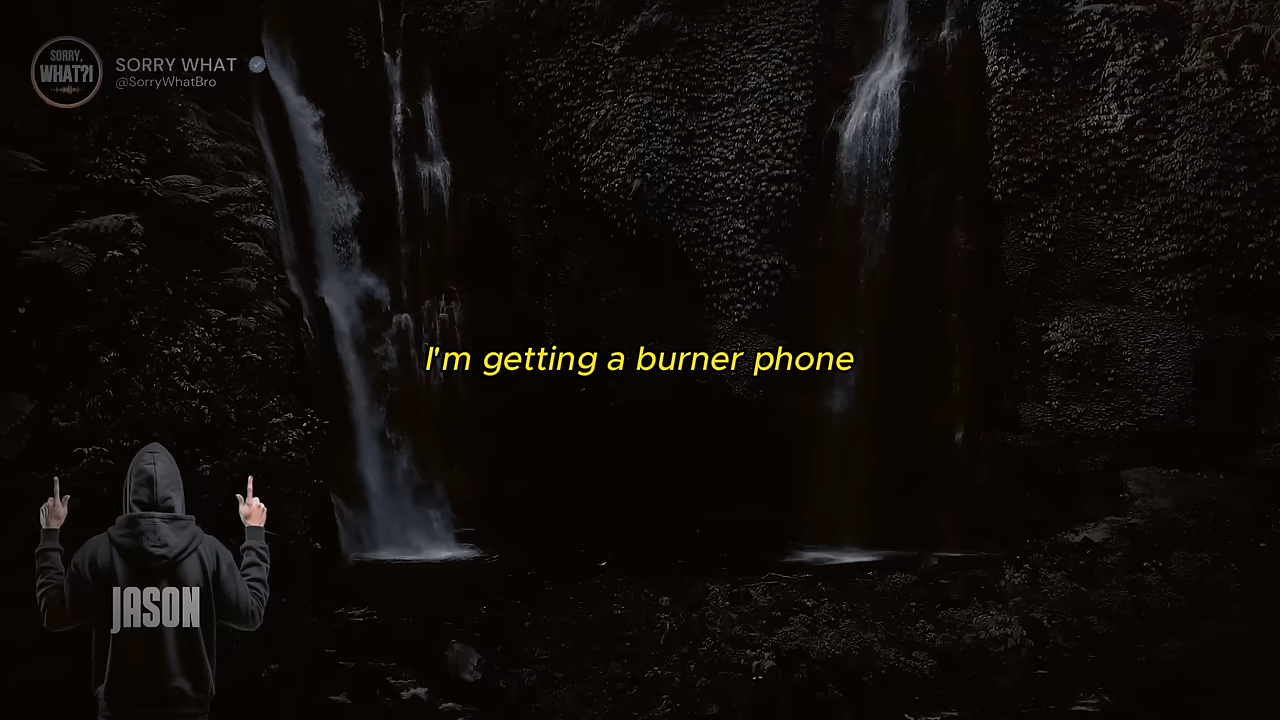 SORRY,
WHAT?!
SORRY WHAT
@SorryWhatBro
I'm getting a burner phone
JASON